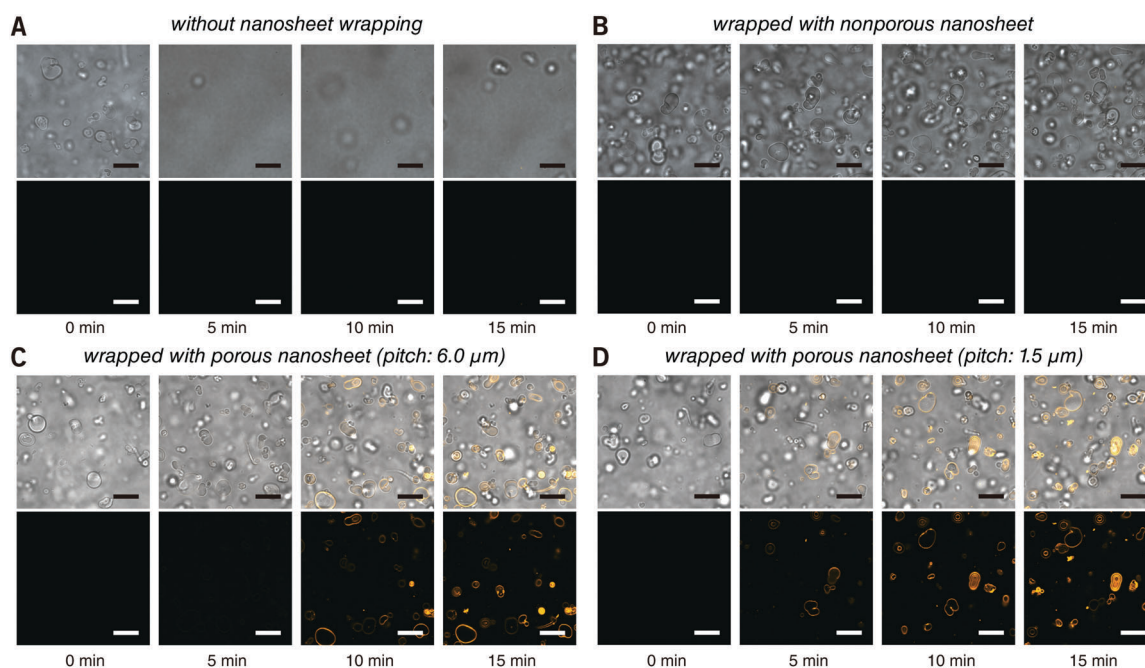 A without nanosheet wrapping
0 min 5 min 10 min 15 min
B wrapped with nonporous nanosheet
0 min 5 min 10 min 15 min
C wrapped with porous nanosheet (pitch: 6.0 μm)
0 min 5 min 10 min 15 min
D wrapped with porous nanosheet (pitch: 1.5 μm)
0 min 5 min 10 min 15 min